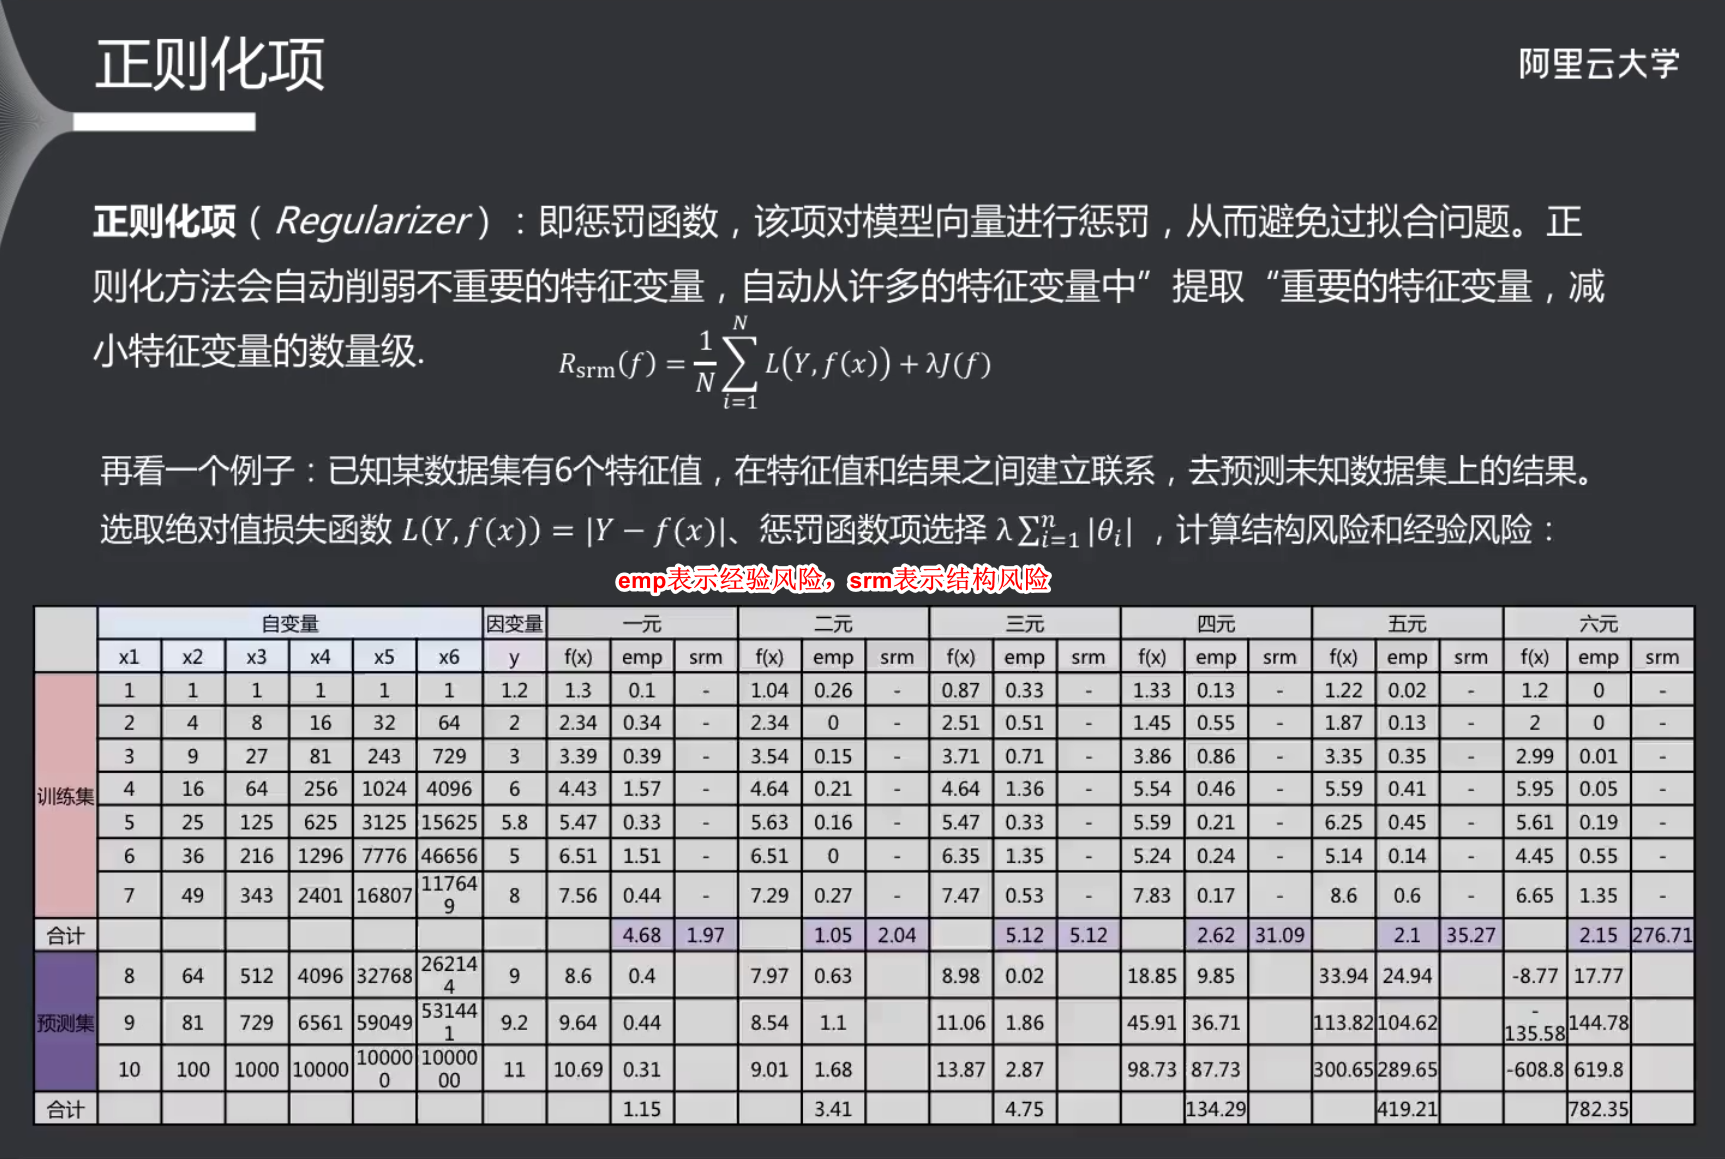 正则化项
阿里云大学
正则化项（Regularizer）：即惩罚函数，该项对模型向量进行惩罚，从而避免过拟合问题。正
则化方法会自动削弱不重要的特征变量，自动从许多的特征变量中”提取“重要的特征变量，减
小特征变量的数量级.
R_srm(f) = 1/N ∑_{i=1}^{N} L(Y, f(x)) + λJ(f)
再看一个例子：已知某数据集有6个特征值，在特征值和结果之间建立联系，去预测未知数据集上的结果。
选取绝对值损失函数 L(Y, f(x)) = |Y − f(x)|、惩罚函数项选择 λ∑_{i=1}^{n}|θ_i| ，计算结构风险和经验风险：
emp表示经验风险，srm表示结构风险
自变量 因变量 一元 二元 三元 四元 五元 六元
x1 x2 x3 x4 x5 x6 y f(x) emp srm f(x) emp srm f(x) emp srm f(x) emp srm f(x) emp srm f(x) emp srm
训练集
1 1 1 1 1 1 1.2 1.3 0.1 - 1.04 0.26 - 0.87 0.33 - 1.33 0.13 - 1.22 0.02 - 1.2 0 -
2 4 8 16 32 64 2 2.34 0.34 - 2.34 0 - 2.51 0.51 - 1.45 0.55 - 1.87 0.13 - 2 0 -
3 9 27 81 243 729 3 3.39 0.39 - 3.54 0.15 - 3.71 0.71 - 3.86 0.86 - 3.35 0.35 - 2.99 0.01 -
4 16 64 256 1024 4096 6 4.43 1.57 - 4.64 0.21 - 4.64 1.36 - 5.54 0.46 - 5.59 0.41 - 5.95 0.05 -
5 25 125 625 3125 15625 5.8 5.47 0.33 - 5.63 0.16 - 5.47 0.33 - 5.59 0.21 - 6.25 0.45 - 5.61 0.19 -
6 36 216 1296 7776 46656 5 6.51 1.51 - 6.51 0 - 6.35 1.35 - 5.24 0.24 - 5.14 0.14 - 4.45 0.55 -
7 49 343 2401 16807 117649 8 7.56 0.44 - 7.29 0.27 - 7.47 0.53 - 7.83 0.17 - 8.6 0.6 - 6.65 1.35 -
合计 4.68 1.97 1.05 2.04 5.12 5.12 2.62 31.09 2.1 35.27 2.15 276.71
预测集
8 64 512 4096 32768 262144 9 8.6 0.4 7.97 0.63 8.98 0.02 18.85 9.85 33.94 24.94 -8.77 17.77
9 81 729 6561 59049 531441 9.2 9.64 0.44 8.54 1.1 11.06 1.86 45.91 36.71 113.82 104.62 -135.58 144.78
10 100 1000 10000 100000 1000000 11 10.69 0.31 9.01 1.68 13.87 2.87 98.73 87.73 300.65 289.65 -608.8 619.8
合计 1.15 3.41 4.75 134.29 419.21 782.35